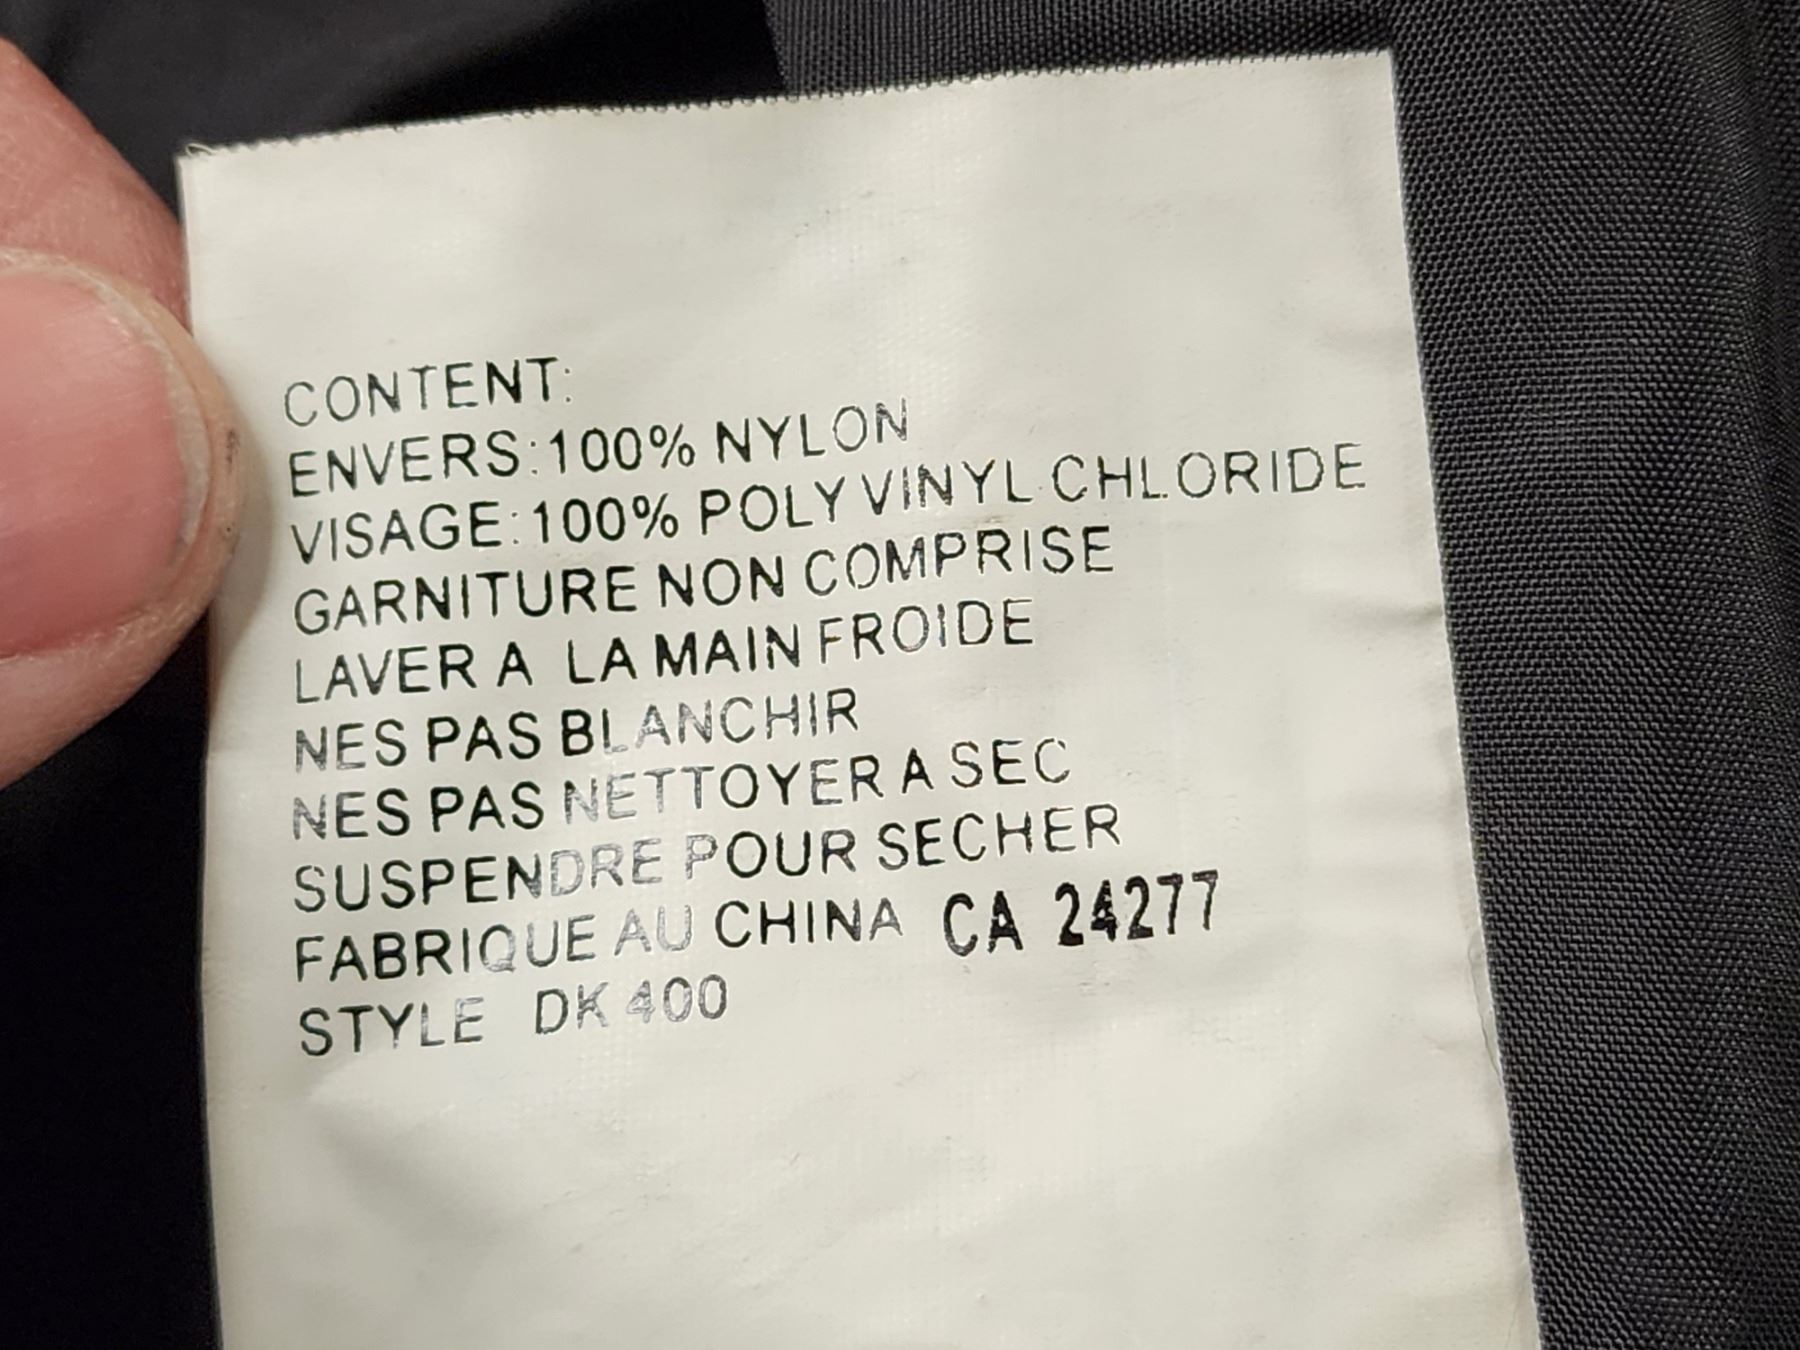 CONTENT:
ENVERS:100% NYLON
VISAGE:100% POLY VINYL CHLORIDE
GARNITURE NON COMPRISE
LAVER A LA MAIN FROIDE
NES PAS BLANCHIR
NES PAS NETTOYER A SEC
SUSPENDRE POUR SECHER
FABRIQUE AU CHINA CA 24277
STYLE DK 400